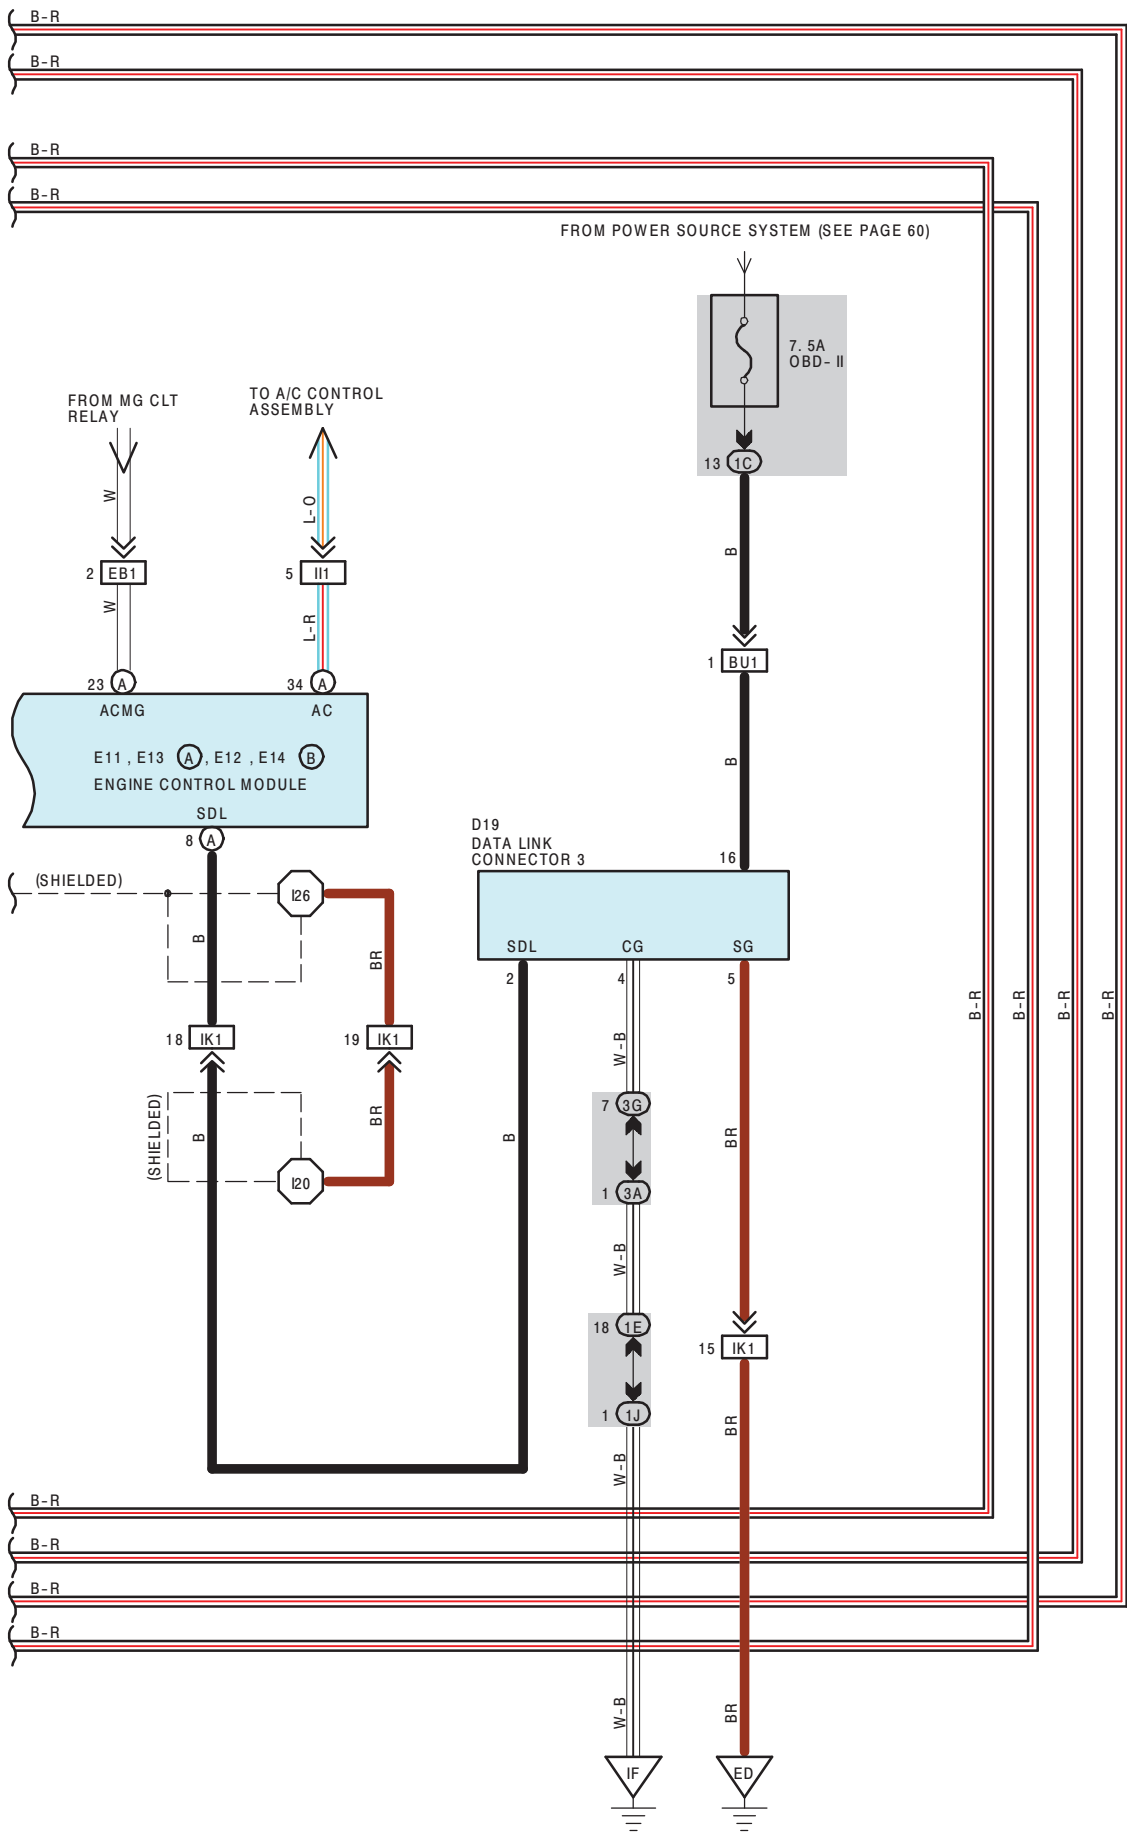 B-R
B-R
B-R
B-R
FROM POWER SOURCE SYSTEM (SEE PAGE 60)
7. 5A
OBD- II
13 1C
FROM MG CLT
RELAY
TO A/C CONTROL
ASSEMBLY
W
L-O
B
2 EB1
5 II1
W
L-R
1 BU1
23 A
34 A
ACMG
AC
E11 , E13 A , E12 , E14 B
ENGINE CONTROL MODULE
SDL
8 A
B
D19
DATA LINK
CONNECTOR 3
16
(SHIELDED)
I26
B
BR
SDL
CG
SG
2
4
5
B-R
B-R
B-R
B-R
18 IK1
19 IK1
W-B
(SHIELDED)
B
BR
I20
B
7 3G
1 3A
BR
W-B
18 1E
15 IK1
1 1J
W-B
BR
B-R
B-R
B-R
B-R
W-B
BR
IF
ED